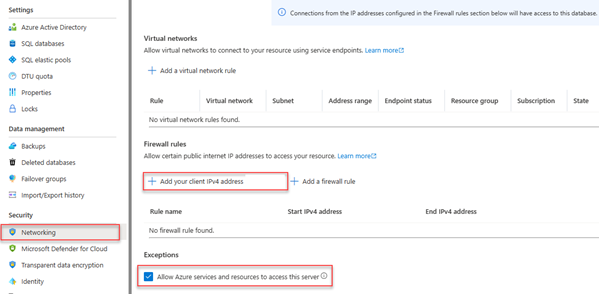 Settings
Azure Active Directory
SQL databases
SQL elastic pools
DTU quota
Properties
Locks
Data management
Backups
Deleted databases
Failover groups
Import/Export history
Security
Networking
Microsoft Defender for Cloud
Transparent data encryption
Identity
Connections from the IP addresses configured in the Firewall rules section below will have access to this database.
Virtual networks
Allow virtual networks to connect to your resource using service endpoints. Learn more
+ Add a virtual network rule
Rule Virtual network Subnet Address range Endpoint status Resource group Subscription State
No virtual network rules found.
Firewall rules
Allow certain public internet IP addresses to access your resource. Learn more
+ Add your client IPv4 address + Add a firewall rule
Rule name Start IPv4 address End IPv4 address
No firewall rule found.
Exceptions
Allow Azure services and resources to access this server